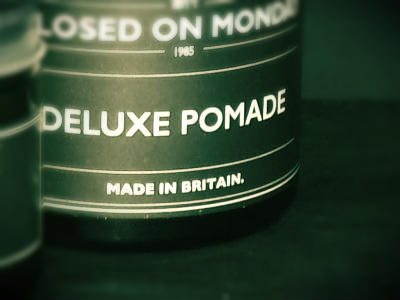 LOSED ON MONDA
1985
DELUXE POMADE
MADE IN BRITAIN.